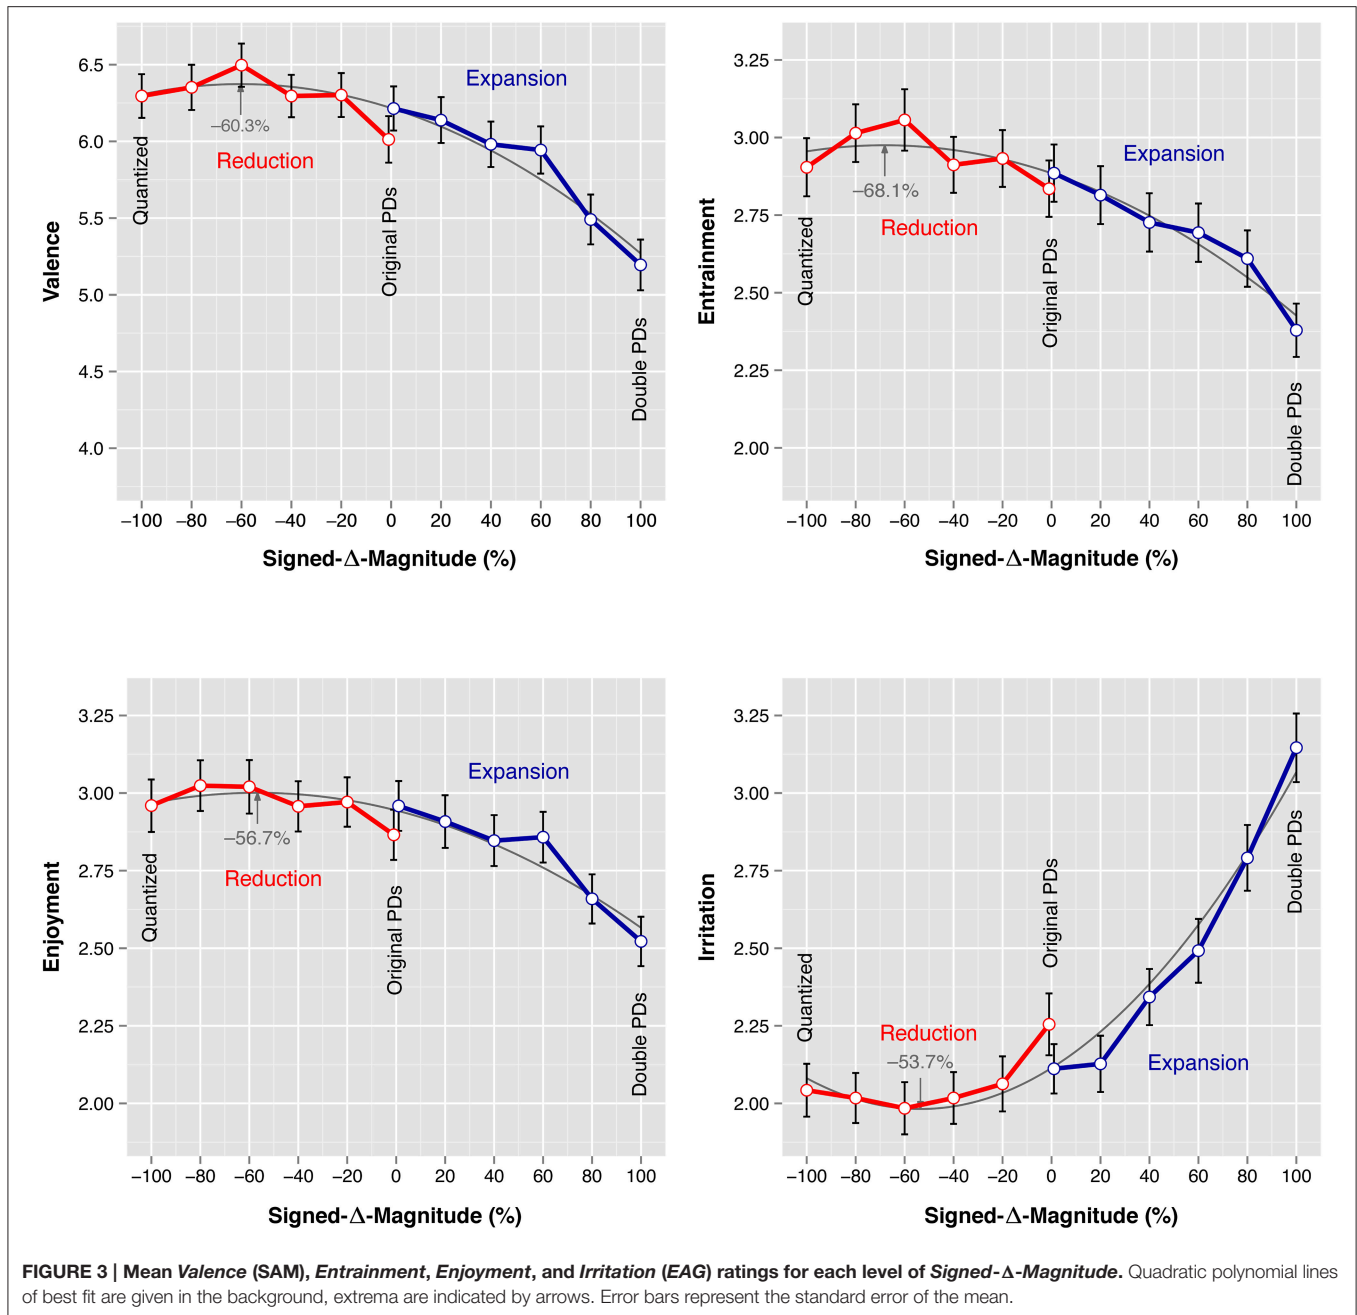 6.5
6.0
5.5
5.0
4.5
4.0
Valence
Expansion
−60.3%
Reduction
Quantized
Original PDs
Double PDs
−100 −80 −60 −40 −20 0 20 40 60 80 100
Signed-Δ-Magnitude (%)
3.25
3.00
2.75
2.50
2.25
2.00
Entrainment
Expansion
−68.1%
Reduction
Quantized
Original PDs
Double PDs
−100 −80 −60 −40 −20 0 20 40 60 80 100
Signed-Δ-Magnitude (%)
3.25
3.00
2.75
2.50
2.25
2.00
Enjoyment
Expansion
−56.7%
Reduction
Quantized
Original PDs
Double PDs
−100 −80 −60 −40 −20 0 20 40 60 80 100
Signed-Δ-Magnitude (%)
3.25
3.00
2.75
2.50
2.25
2.00
Irritation
Double PDs
Original PDs
Quantized
Reduction
−53.7%
Expansion
−100 −80 −60 −40 −20 0 20 40 60 80 100
Signed-Δ-Magnitude (%)
FIGURE 3 | Mean Valence (SAM), Entrainment, Enjoyment, and Irritation (EAG) ratings for each level of Signed-Δ-Magnitude. Quadratic polynomial lines
of best fit are given in the background, extrema are indicated by arrows. Error bars represent the standard error of the mean.